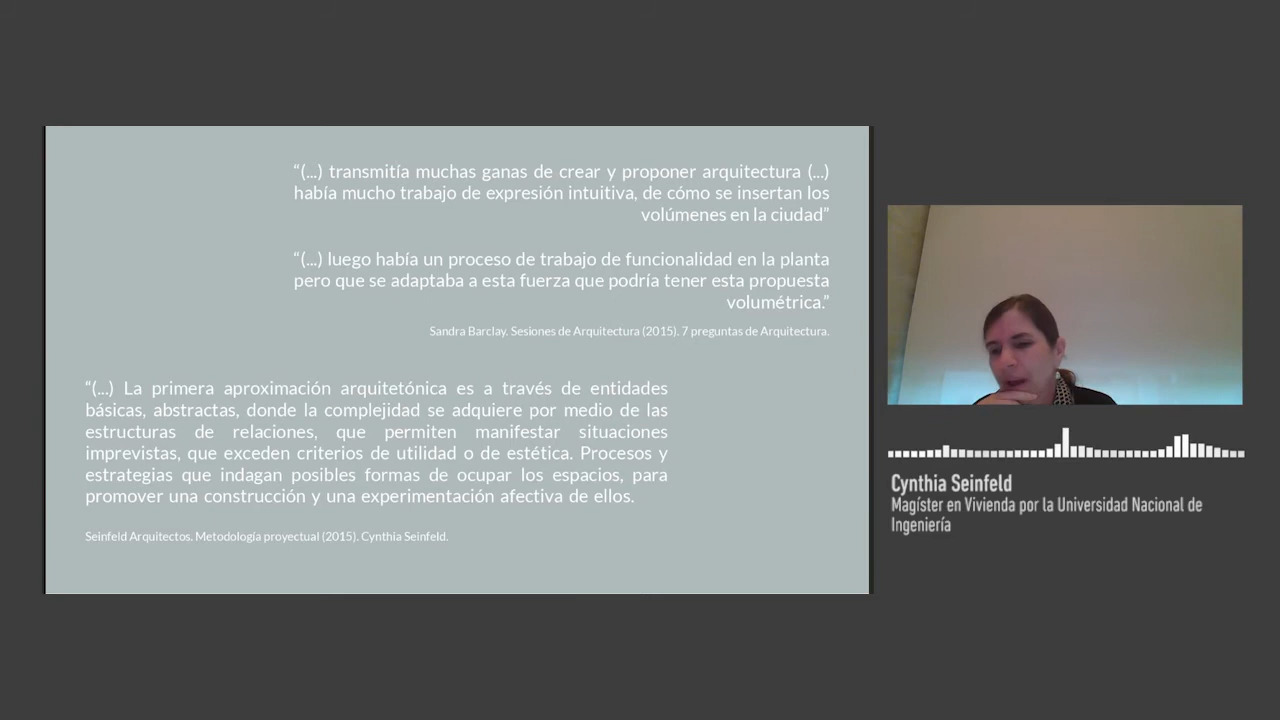 “(...) transmitía muchas ganas de crear y proponer arquitectura (...)
había mucho trabajo de expresión intuitiva, de cómo se insertan los
volúmenes en la ciudad”
“(...) luego había un proceso de trabajo de funcionalidad en la planta
pero que se adaptaba a esta fuerza que podría tener esta propuesta
volumétrica.”
Sandra Barclay. Sesiones de Arquitectura (2015). 7 preguntas de Arquitectura.
“(...) La primera aproximación arquitetónica es a través de entidades
básicas, abstractas, donde la complejidad se adquiere por medio de las
estructuras de relaciones, que permiten manifestar situaciones
imprevistas, que exceden criterios de utilidad o de estética. Procesos y
estrategias que indagan posibles formas de ocupar los espacios, para
promover una construcción y una experimentación afectiva de ellos.
Seinfeld Arquitectos. Metodología proyectual (2015). Cynthia Seinfeld.
Cynthia Seinfeld
Magíster en Vivienda por la Universidad Nacional de
Ingeniería